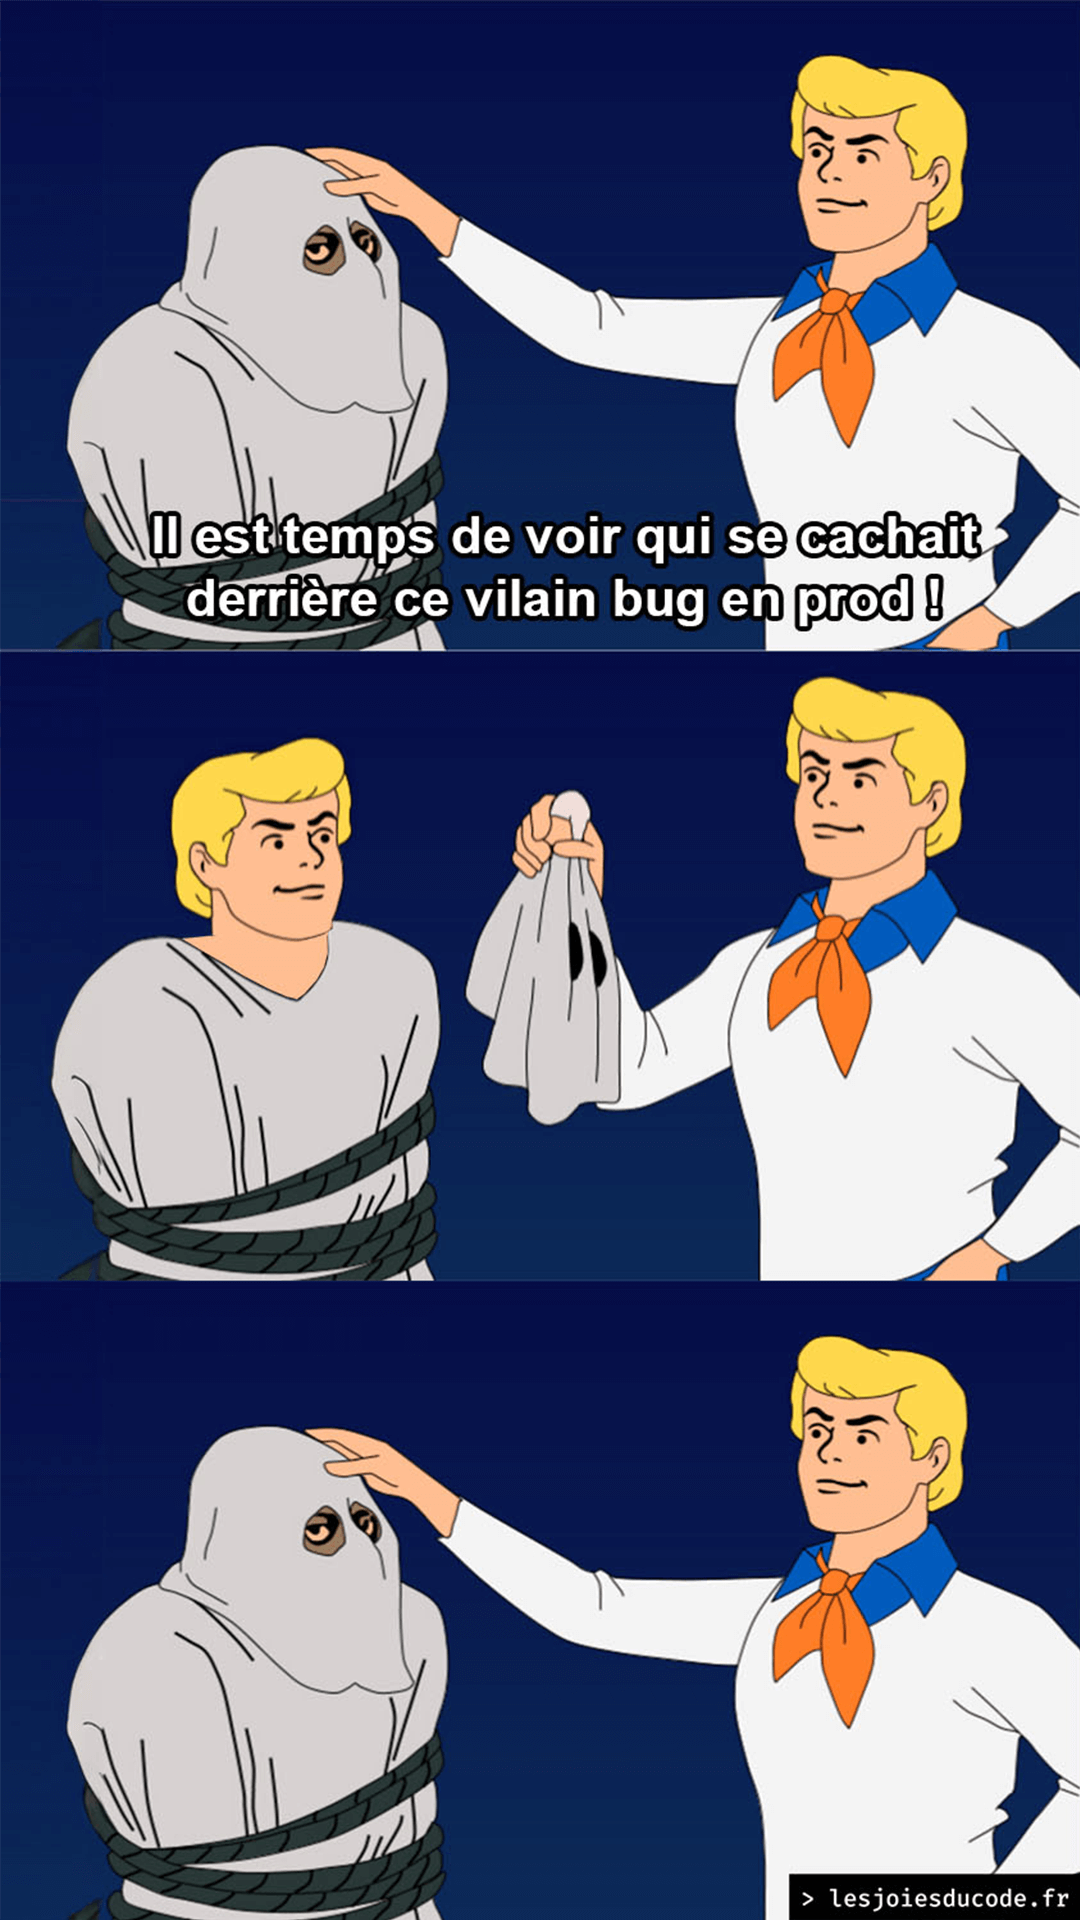 Il est temps de voir qui se cachait
derrière ce vilain bug en prod !
> lesjoiesducode.fr